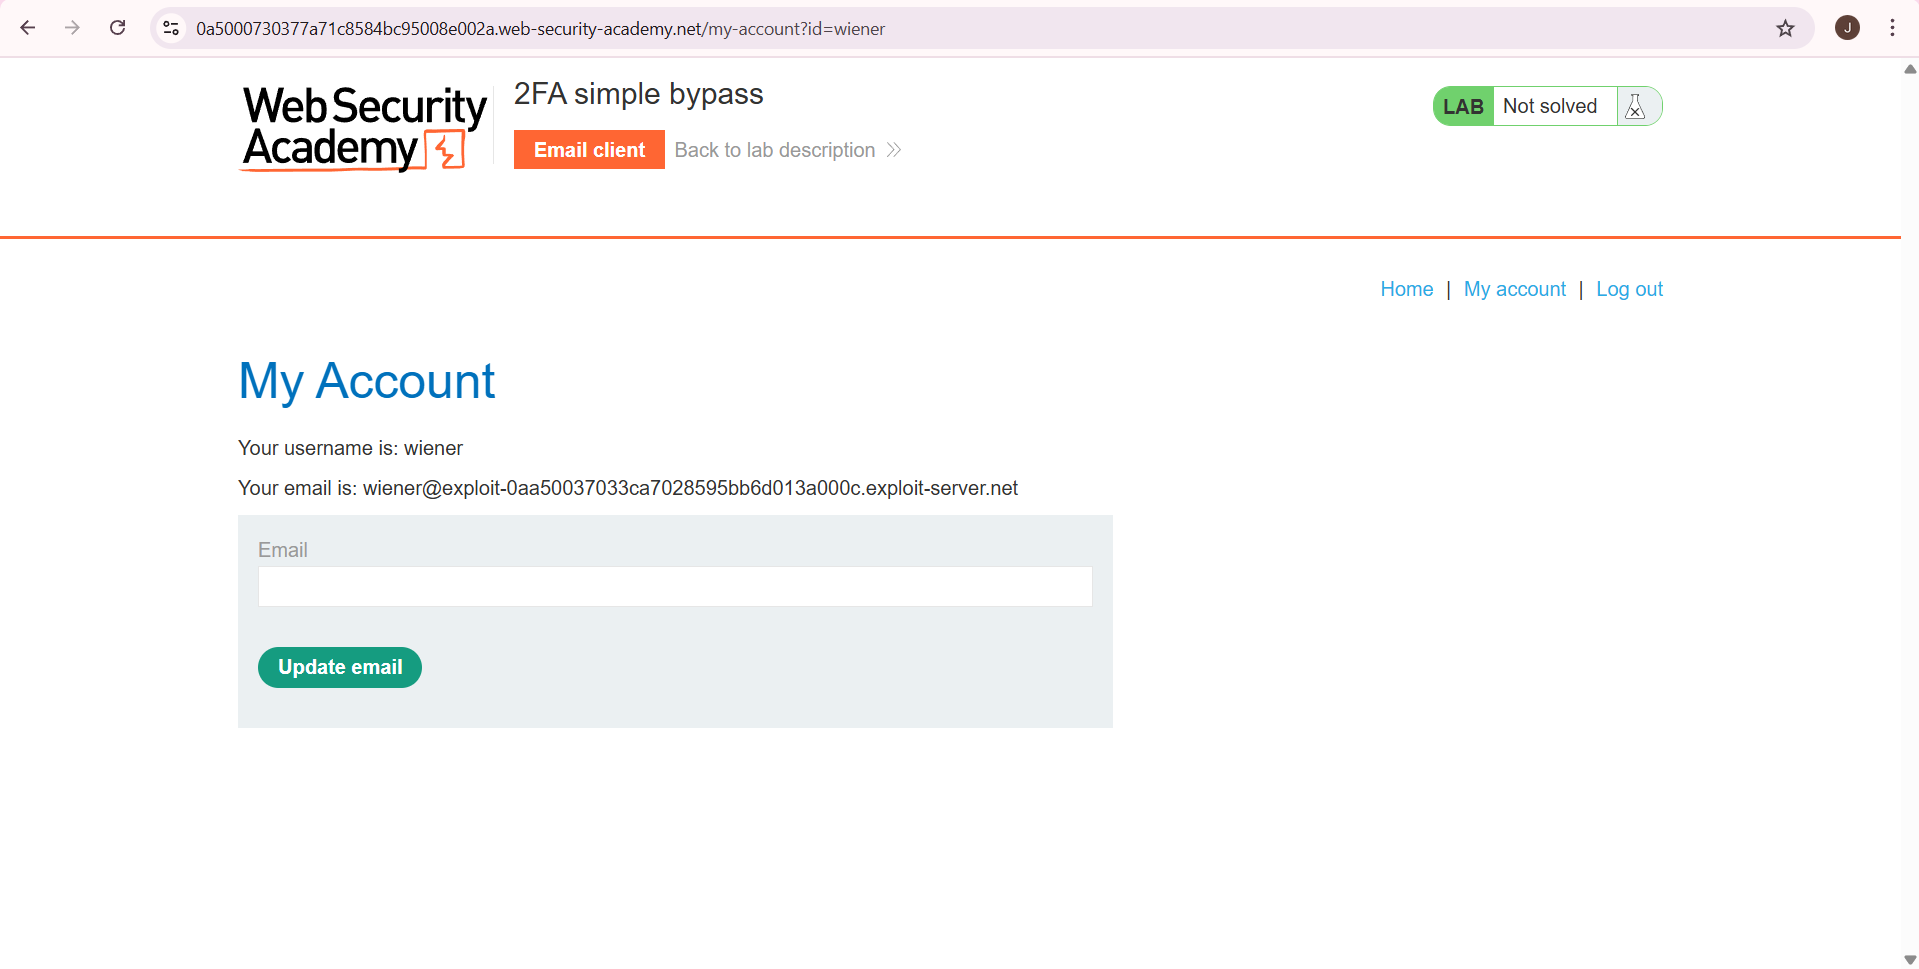 0a5000730377a71c8584bc95008e002a.web-security-academy.net/my-account?id=wiener
J
Web Security
Academy
2FA simple bypass
Email client
Back to lab description
LAB
Not solved
Home | My account | Log out
My Account
Your username is: wiener
Your email is: wiener@exploit-0aa50037033ca7028595bb6d013a000c.exploit-server.net
Email
Update email